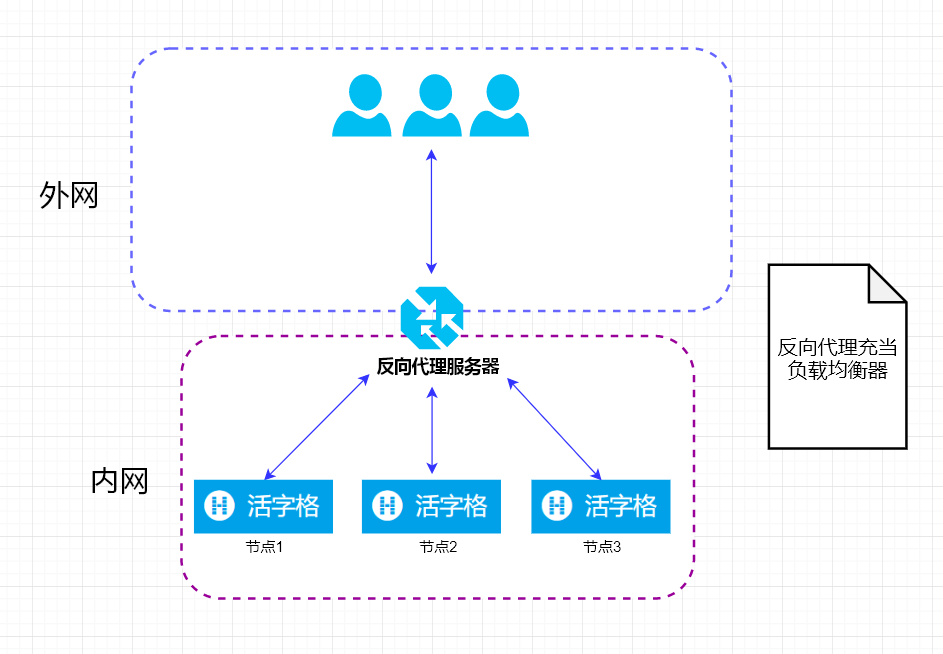 外网
反向代理充当
负载均衡器
反向代理服务器
内网
活字格
活字格
活字格
节点1
节点2
节点3